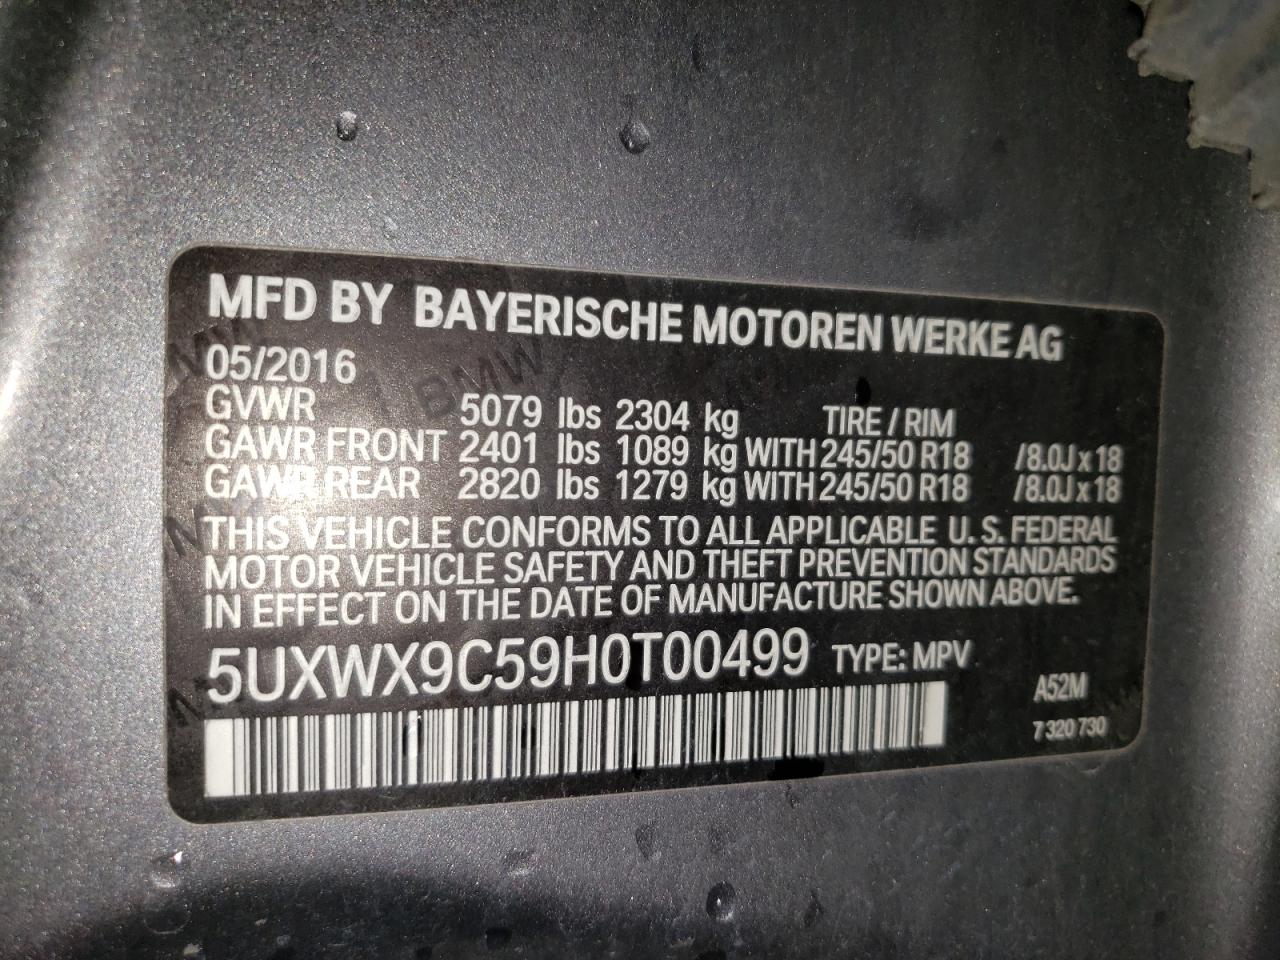 MFD BY BAYERISCHE MOTOREN WERKE AG
05/2016
GVWR 5079 lbs 2304 kg TIRE / RIM
GAWR FRONT 2401 lbs 1089 kg WITH 245/50 R18 /8.0J x 18
GAWR REAR 2820 lbs 1279 kg WITH 245/50 R18 /8.0J x 18
THIS VEHICLE CONFORMS TO ALL APPLICABLE U.S. FEDERAL
MOTOR VEHICLE SAFETY AND THEFT PREVENTION STANDARDS
IN EFFECT ON THE DATE OF MANUFACTURE SHOWN ABOVE.
5UXWX9C59H0T00499 TYPE: MPV
A52M
7 320 730
BMW